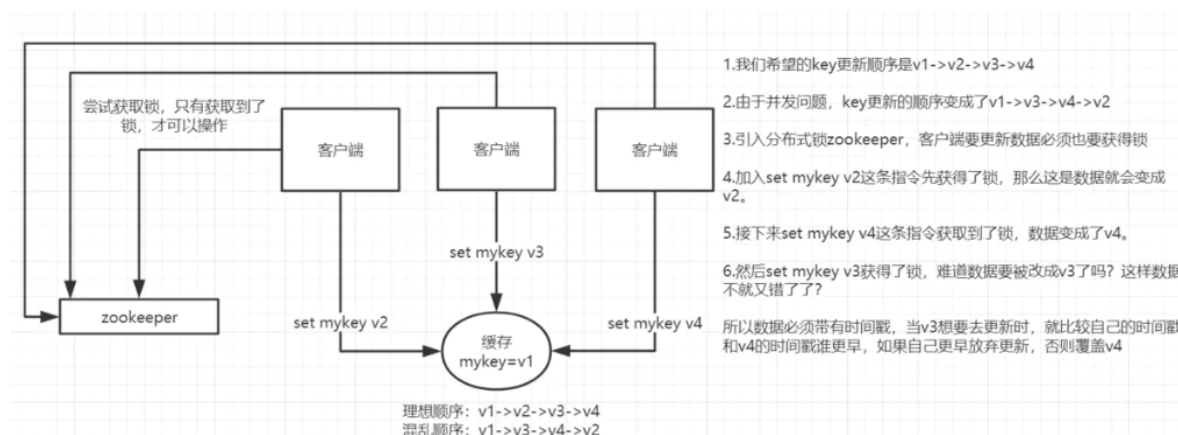 尝试获取锁，只有获取到了
锁，才可以操作
客户端
客户端
客户端
set mykey v3
set mykey v2
set mykey v4
zookeeper
缓存
mykey=v1
理想顺序：v1->v2->v3->v4
混乱顺序：v1->v3->v4->v2
1.我们希望的key更新顺序是v1->v2->v3->v4
2.由于并发问题，key更新的顺序变成了v1->v3->v4->v2
3.引入分布式锁zookeeper，客户端要更新数据必须也要获得锁
4.加入set mykey v2这条指令先获得了锁，那么这是数据就会变成
v2。
5.接下来set mykey v4这条指令获取到了锁，数据变成了v4。
6.然后set mykey v3获得了锁，难道数据要被改成v3了吗？这样数据
不就又错了了？
所以数据必须带有时间戳，当v3想要去更新时，就比较自己的时间戳
和v4的时间戳谁更早，如果自己更早放弃更新，否则覆盖v4